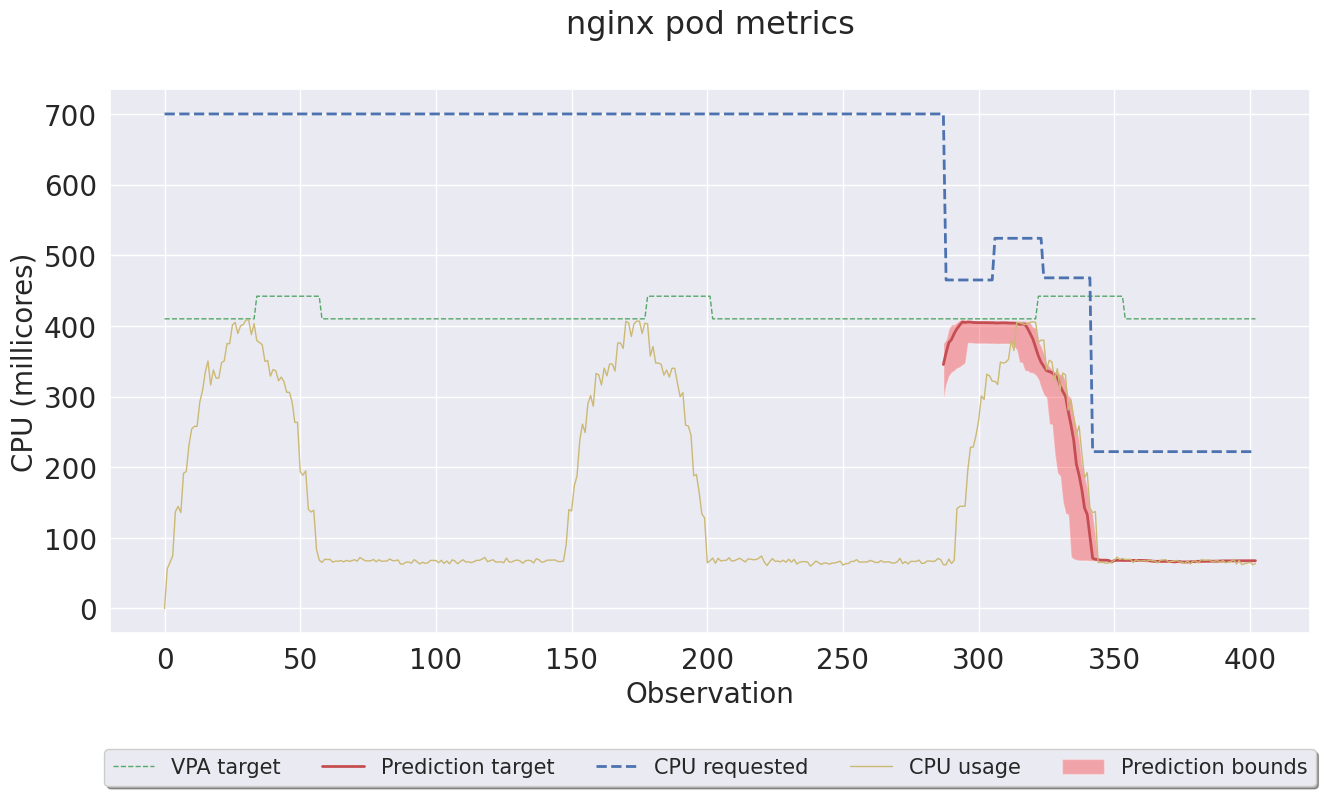 nginx pod metrics
CPU (millicores)
700
600
500
400
300
200
100
0
0 50 100 150 200 250 300 350 400
Observation
VPA target Prediction target CPU requested CPU usage Prediction bounds